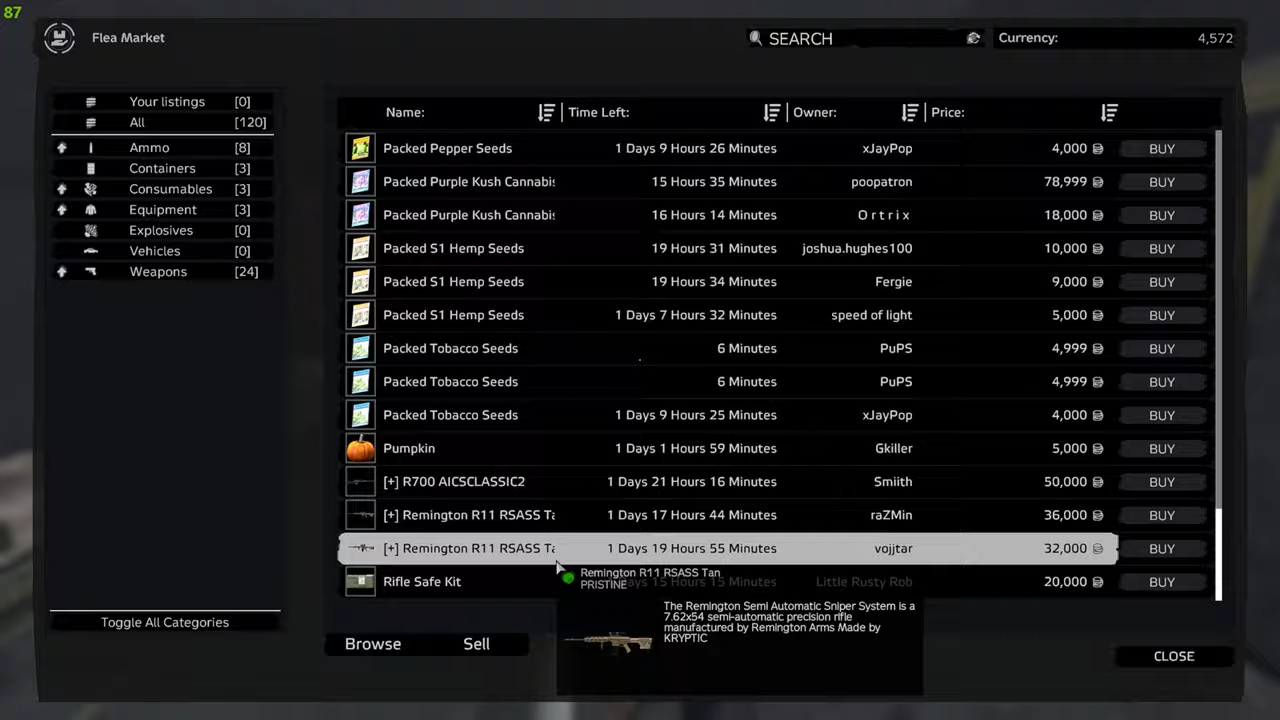 87
Flea Market
SEARCH
Currency: 4,572
Your listings [0]
All [120]
Ammo [8]
Containers [3]
Consumables [3]
Equipment [3]
Explosives [0]
Vehicles [0]
Weapons [24]
Toggle All Categories
Name: Time Left: Owner: Price:
Packed Pepper Seeds 1 Days 9 Hours 26 Minutes xJayPop 4,000 BUY
Packed Purple Kush Cannabis 15 Hours 35 Minutes poopatron 78,999 BUY
Packed Purple Kush Cannabis 16 Hours 14 Minutes O r t r i x 18,000 BUY
Packed S1 Hemp Seeds 19 Hours 31 Minutes joshua.hughes100 10,000 BUY
Packed S1 Hemp Seeds 19 Hours 34 Minutes Fergie 9,000 BUY
Packed S1 Hemp Seeds 1 Days 7 Hours 32 Minutes speed of light 5,000 BUY
Packed Tobacco Seeds 6 Minutes PuPS 4,999 BUY
Packed Tobacco Seeds 6 Minutes PuPS 4,999 BUY
Packed Tobacco Seeds 1 Days 9 Hours 25 Minutes xJayPop 4,000 BUY
Pumpkin 1 Days 1 Hours 59 Minutes Gkiller 5,000 BUY
[+] R700 AICSCLASSIC2 1 Days 21 Hours 16 Minutes Smiith 50,000 BUY
[+] Remington R11 RSASS Ta 1 Days 17 Hours 44 Minutes raZMin 36,000 BUY
[+] Remington R11 RSASS Ta 1 Days 19 Hours 55 Minutes vojjtar 32,000 BUY
Rifle Safe Kit 1 Days 15 Hours 15 Minutes Little Rusty Rob 20,000 BUY
Remington R11 RSASS Tan
PRISTINE
The Remington Semi Automatic Sniper System is a
7.62x54 semi-automatic precision rifle
manufactured by Remington Arms Made by
KRYPTIC
Browse Sell
CLOSE